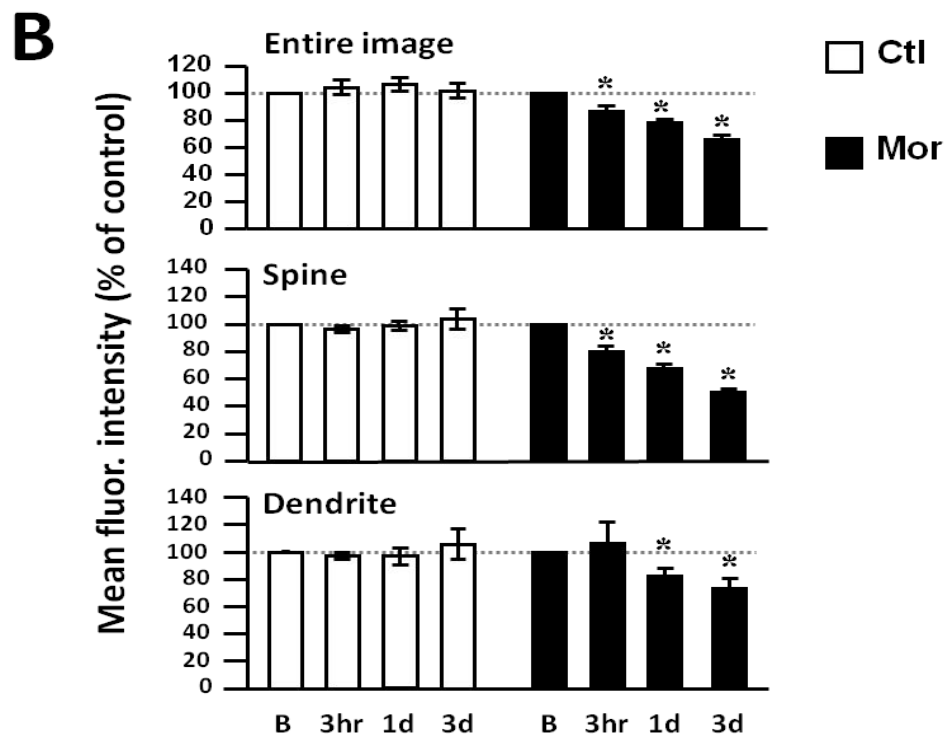 B
Entire image
Ctl
Mor
Mean fluor. intensity (% of control)
120
100
80
60
40
20
0
* * *
Spine
140
120
100
80
60
40
20
0
* * *
Dendrite
140
120
100
80
60
40
20
0
* *
B 3hr 1d 3d B 3hr 1d 3d